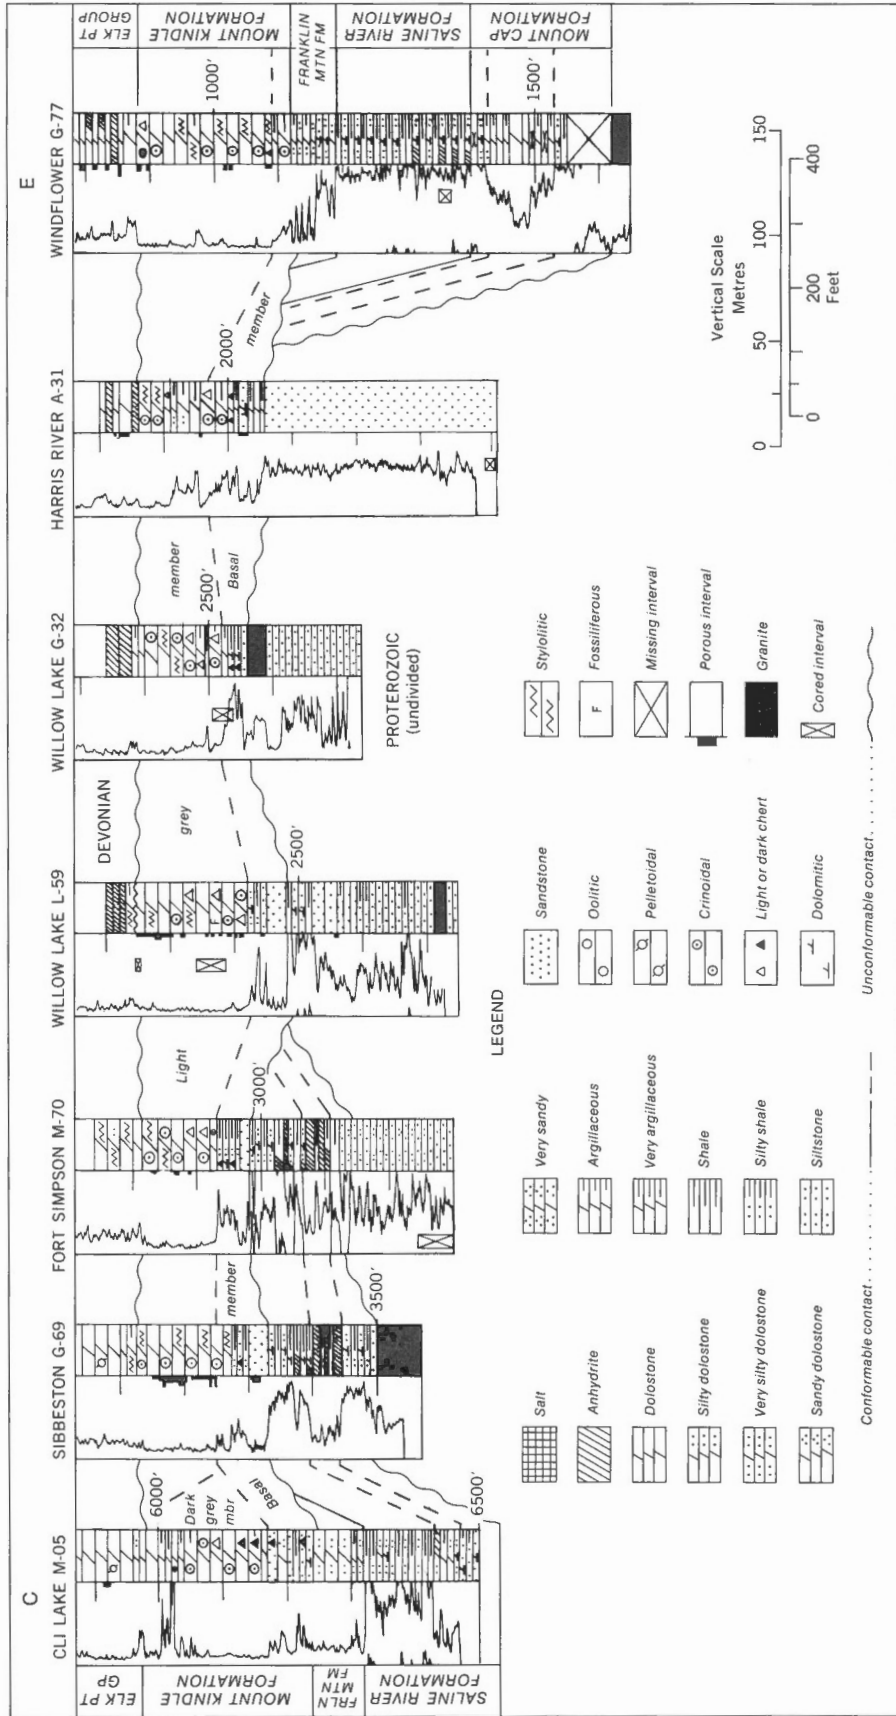 C
E
CLI LAKE M-05
SIBBESTON G-69
FORT SIMPSON M-70
WILLOW LAKE L-59
WILLOW LAKE G-32
HARRIS RIVER A-31
WINDFLOWER G-77
ELK PT
GP
MOUNT KINDLE
FORMATION
FRLN
MTN
FM
SALINE RIVER
FORMATION
6000'
Dark
grey
mbr
Basal
6500'
member
3500'
Light
3000'
grey
2500'
DEVONIAN
member
Basal
2500'
PROTEROZOIC
(undivided)
member
2000'
1000'
1500'
ELK PT
GROUP
MOUNT KINDLE
FORMATION
FRANKLIN
MTN FM
SALINE RIVER
FORMATION
MOUNT CAP
FORMATION
LEGEND
Salt
Anhydrite
Dolostone
Silty dolostone
Very silty dolostone
Sandy dolostone
Very sandy
Argillaceous
Very argillaceous
Shale
Silty shale
Siltstone
Sandstone
Oolitic
Pelletoidal
Crinoidal
Light or dark chert
Dolomitic
Stylolitic
F
Fossiliferous
Missing interval
Porous interval
Granite
Cored interval
Conformable contact
Unconformable contact
Vertical Scale
Metres
0 50 100 150
0 200 400
Feet